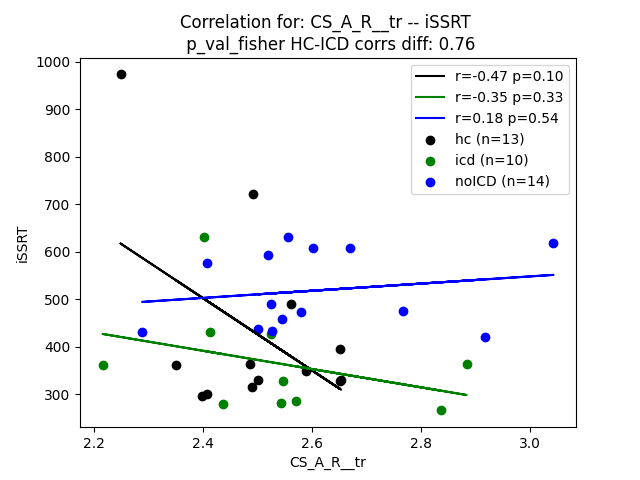 Correlation for: CS_A_R__tr -- iSSRT
p_val_fisher HC-ICD corrs diff: 0.76
1000
900
800
700
600
500
400
300
iSSRT
r=-0.47 p=0.10
r=-0.35 p=0.33
r=0.18 p=0.54
hc (n=13)
icd (n=10)
noICD (n=14)
2.2 2.4 2.6 2.8 3.0
CS_A_R__tr